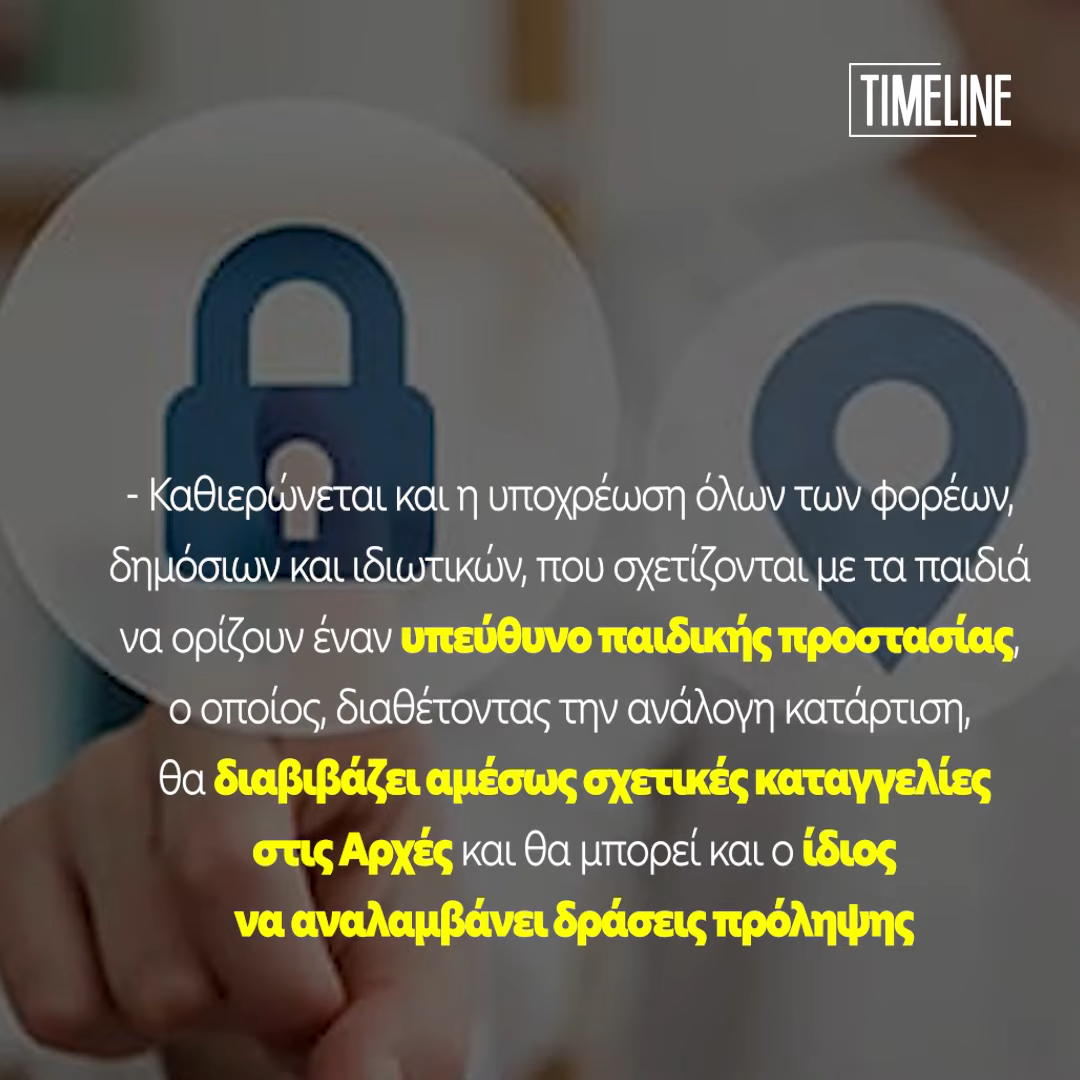 TIMELINE
- Καθιερώνεται και η υποχρέωση όλων των φορέων,
δημόσιων και ιδιωτικών, που σχετίζονται με τα παιδιά
να ορίζουν έναν υπεύθυνο παιδικής προστασίας,
ο οποίος, διαθέτοντας την ανάλογη κατάρτιση,
θα διαβιβάζει αμέσως σχετικές καταγγελίες
στις Αρχές και θα μπορεί και ο ίδιος
να αναλαμβάνει δράσεις πρόληψης